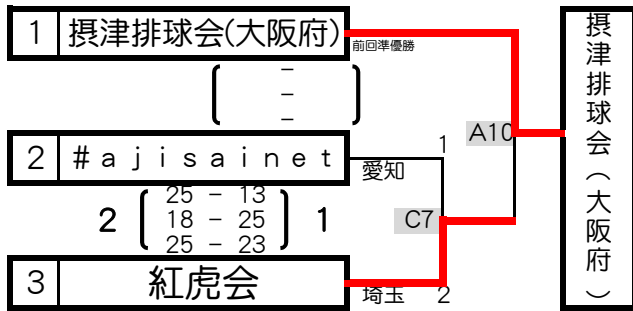 1 摂津排球会(大阪府) 前回準優勝
－
－
－
A10
1
2 #ajisainet 愛知
25 － 13
2 18 － 25 1
25 － 23
C7
3 紅虎会 埼玉 2
摂津排球会（大阪府）